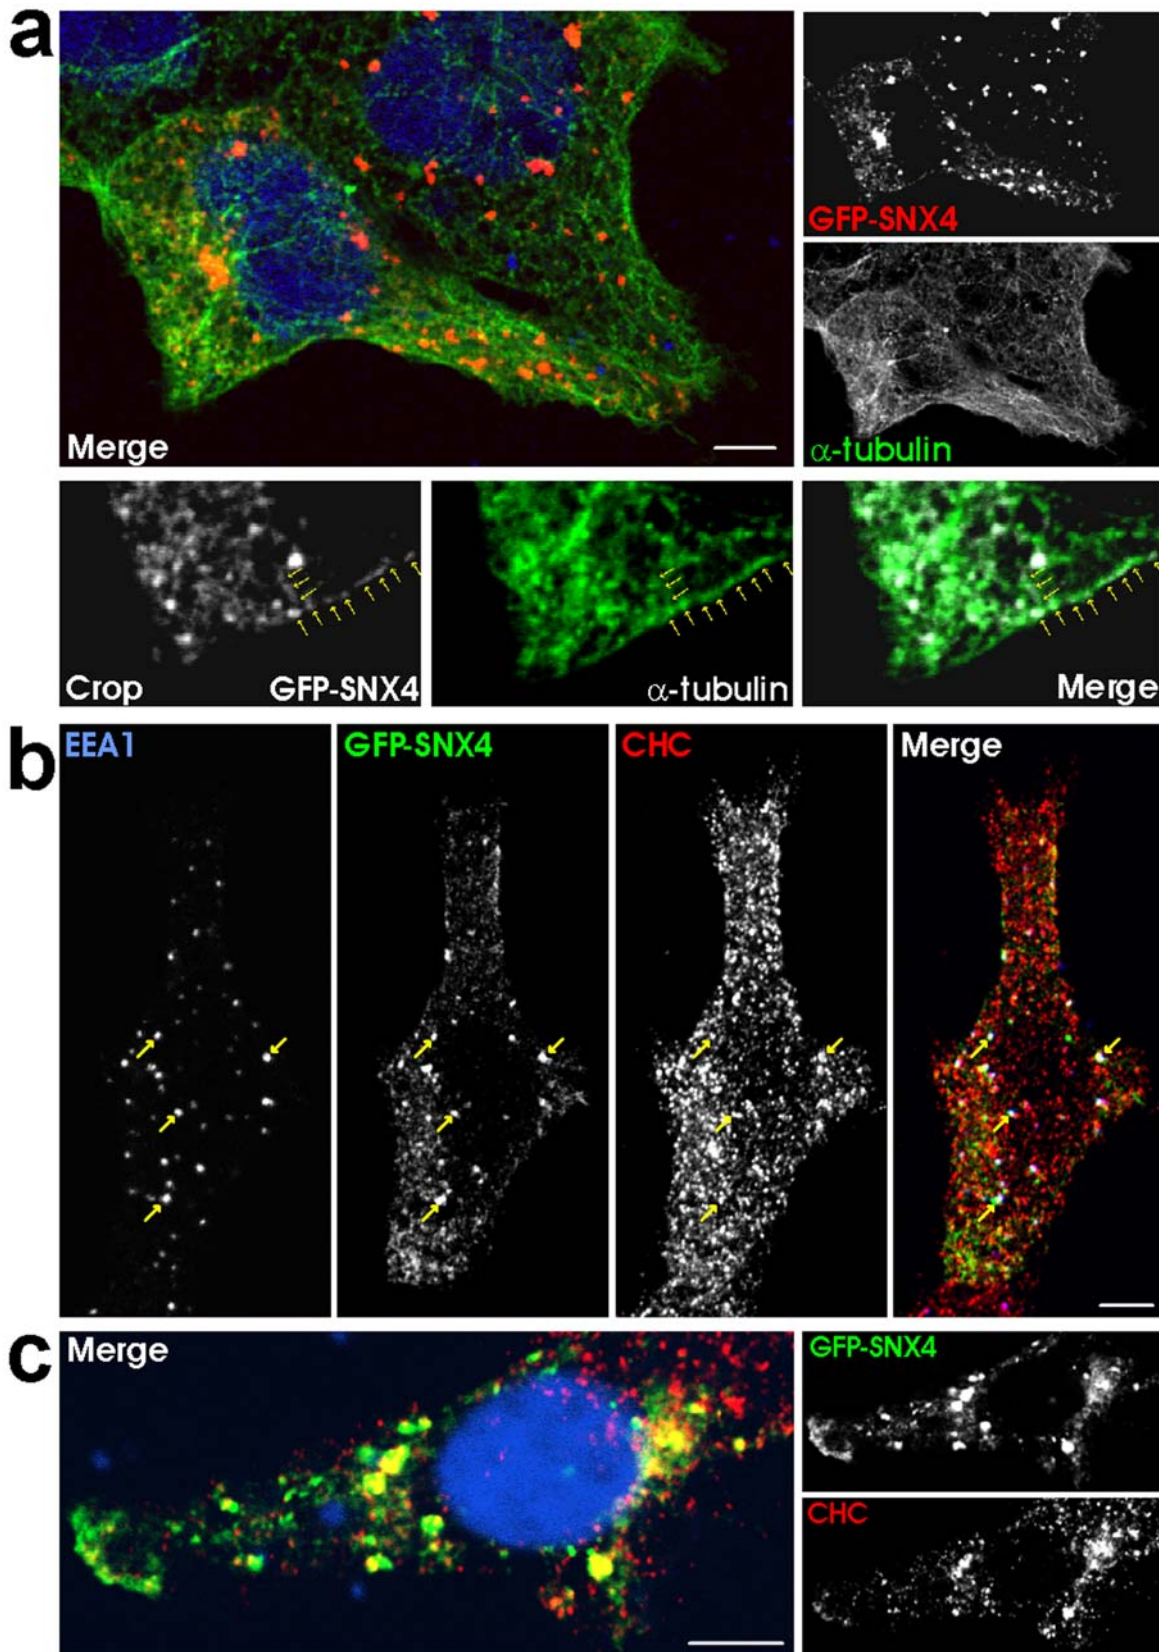 a
GFP-SNX4
Merge
α-tubulin
Crop
GFP-SNX4
α-tubulin
Merge
b
EEA1
GFP-SNX4
CHC
Merge
c
Merge
GFP-SNX4
CHC